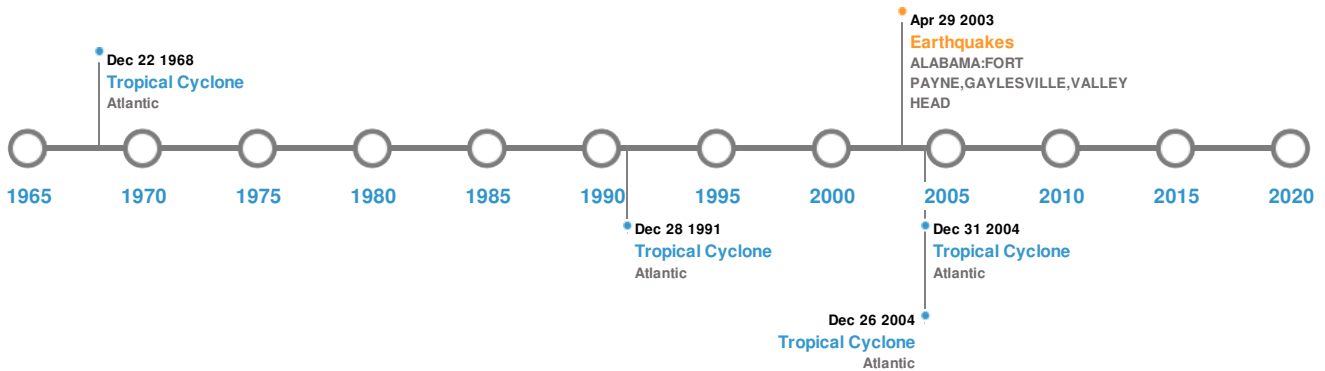 Apr 29 2003
Earthquakes
ALABAMA:FORT
PAYNE,GAYLESVILLE,VALLEY
HEAD
Dec 22 1968
Tropical Cyclone
Atlantic
1965 1970 1975 1980 1985 1990 1995 2000 2005 2010 2015 2020
Dec 28 1991
Tropical Cyclone
Atlantic
Dec 31 2004
Tropical Cyclone
Atlantic
Dec 26 2004
Tropical Cyclone
Atlantic